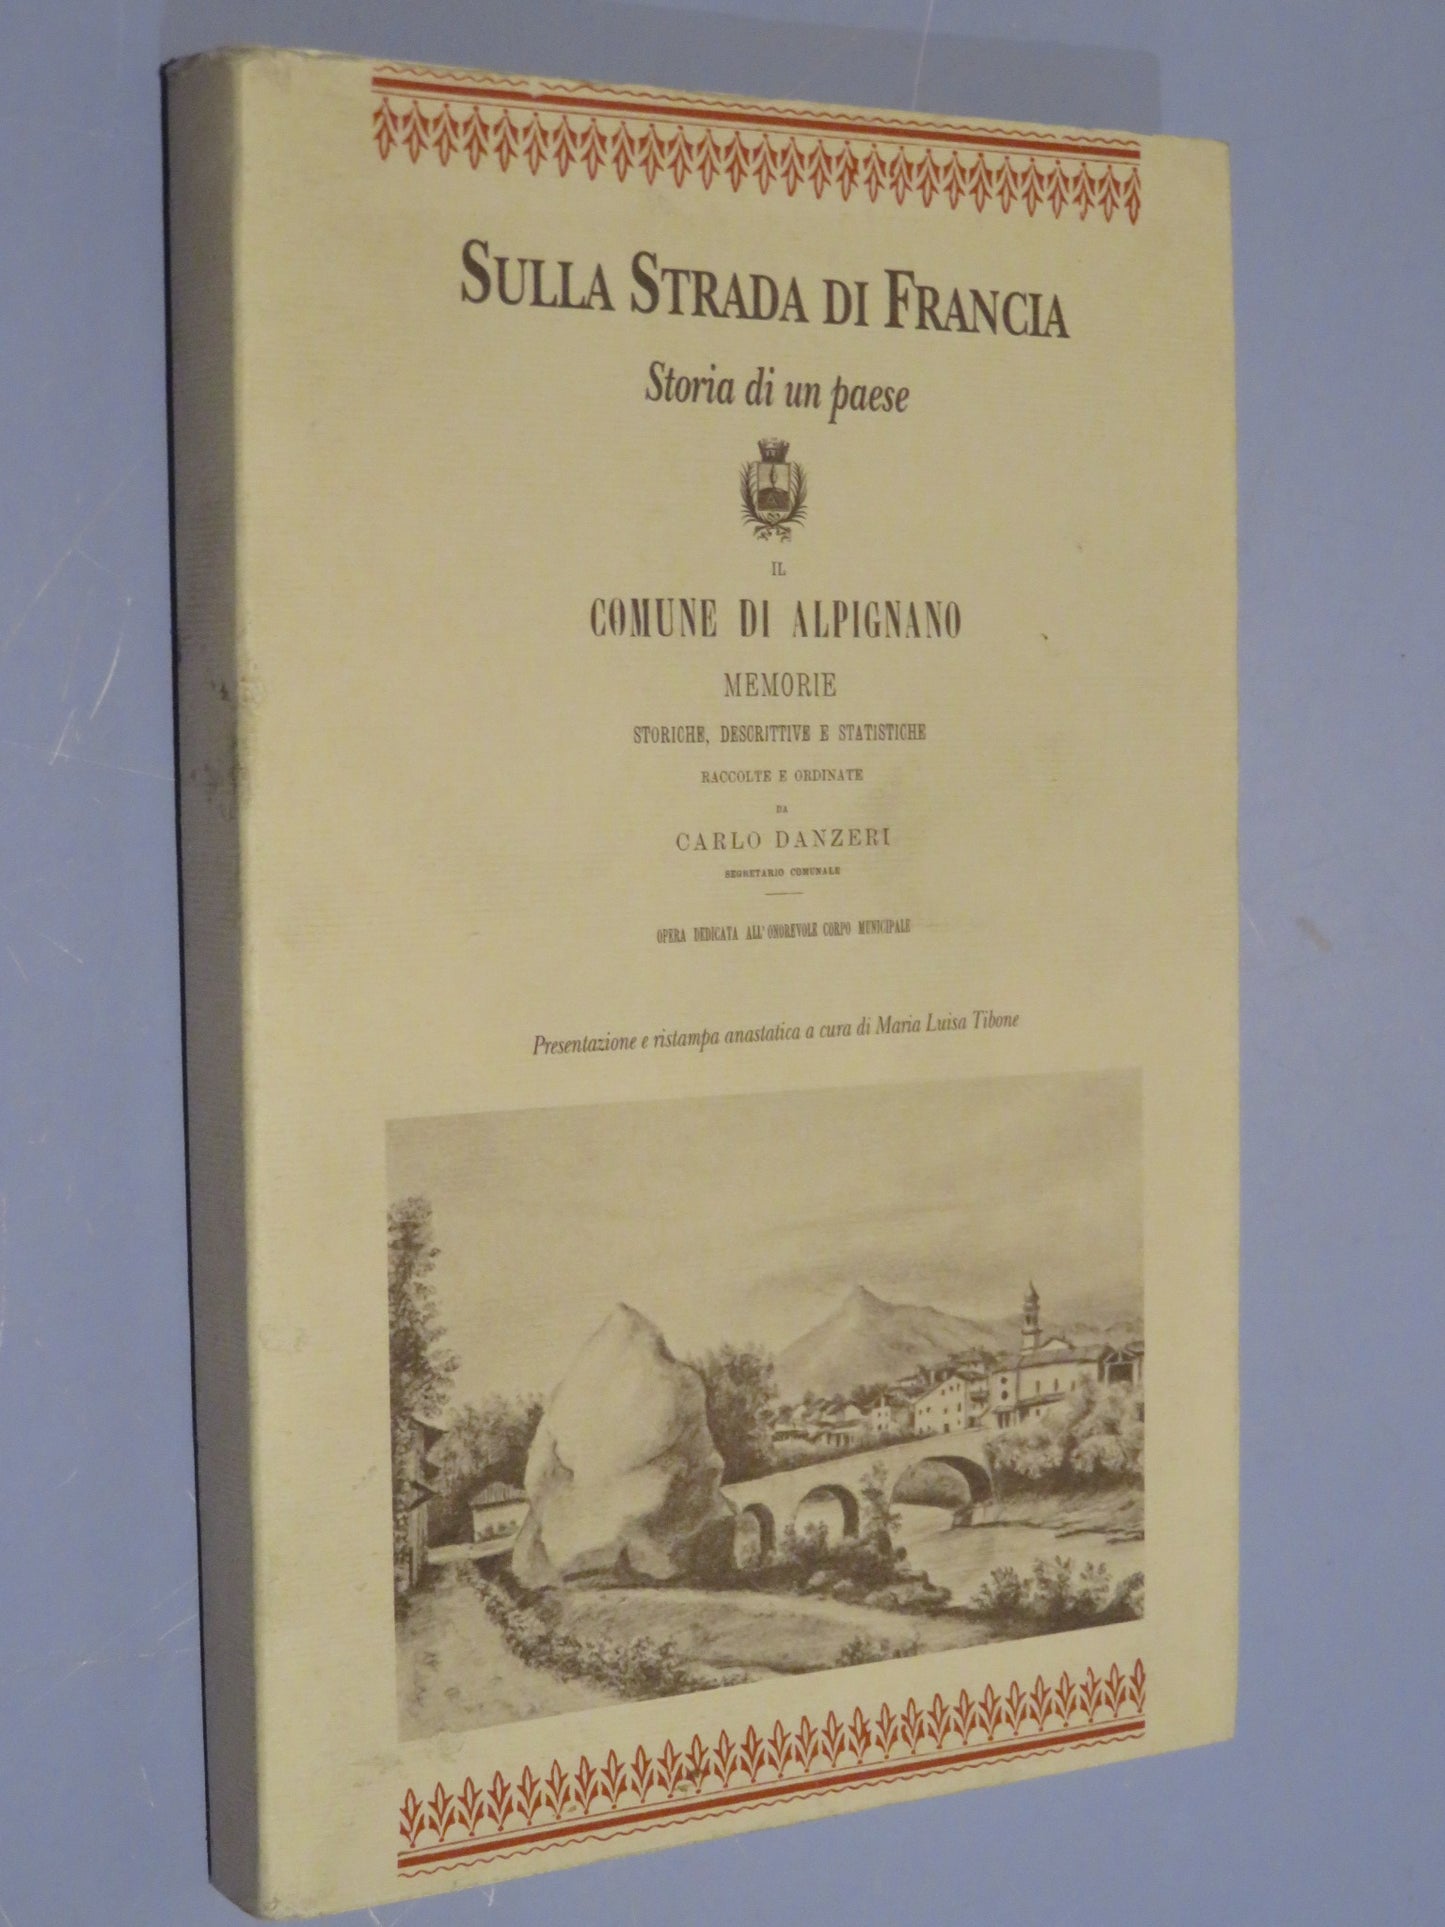 SULLA STRADA DI FRANCIA
Storia di un paese
IL
COMUNE DI ALPIGNANO
MEMORIE
STORICHE, DESCRITTIVE E STATISTICHE
RACCOLTE E ORDINATE
DA
CARLO DANZERI
SEGRETARIO COMUNALE
OPERA DEDICATA ALL' ONOREVOLE CORPO MUNICIPALE
Presentazione e ristampa anastatica a cura di Maria Luisa Tibone